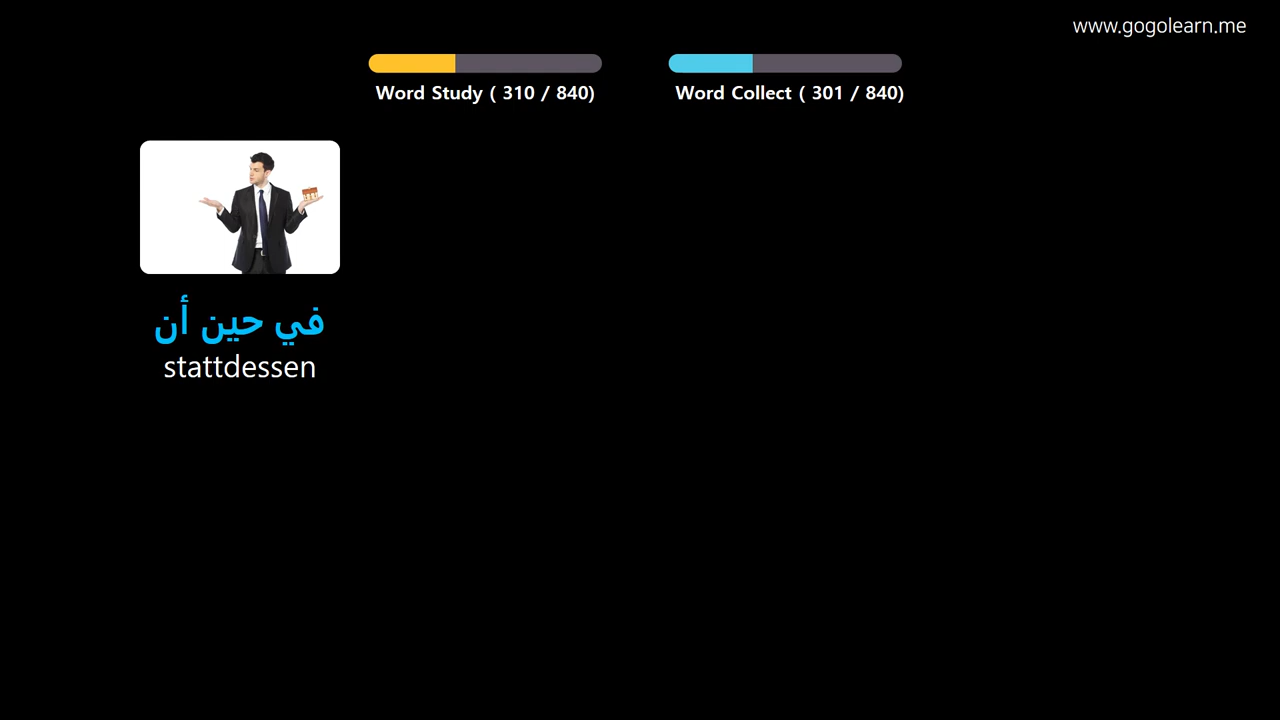 www.gogolearn.me
Word Study ( 310 / 840)
Word Collect ( 301 / 840)
في حين أن
stattdessen